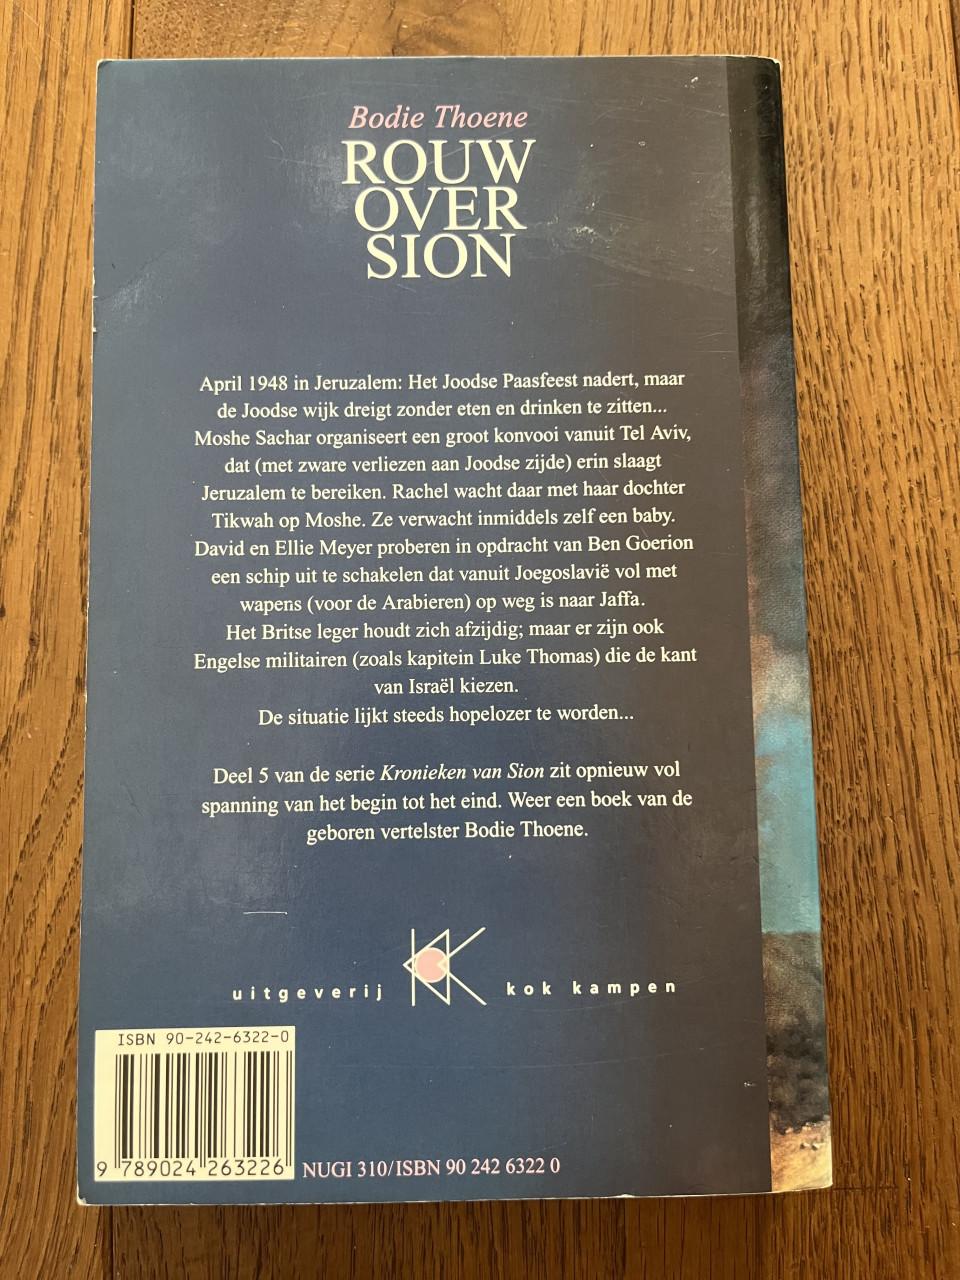 Bodie Thoene
ROUW
OVER
SION
April 1948 in Jeruzalem: Het Joodse Paasfeest nadert, maar
de Joodse wijk dreigt zonder eten en drinken te zitten...
Moshe Sachar organiseert een groot konvooi vanuit Tel Aviv,
dat (met zware verliezen aan Joodse zijde) erin slaagt
Jeruzalem te bereiken. Rachel wacht daar met haar dochter
Tikwah op Moshe. Ze verwacht inmiddels zelf een baby.
David en Ellie Meyer proberen in opdracht van Ben Goerion
een schip uit te schakelen dat vanuit Joegoslavië vol met
wapens (voor de Arabieren) op weg is naar Jaffa.
Het Britse leger houdt zich afzijdig; maar er zijn ook
Engelse militairen (zoals kapitein Luke Thomas) die de kant
van Israël kiezen.
De situatie lijkt steeds hopelozer te worden...
Deel 5 van de serie Kronieken van Sion zit opnieuw vol
spanning van het begin tot het eind. Weer een boek van de
geboren vertelster Bodie Thoene.
uitgeverij KK kok kampen
ISBN 90-242-6322-0
9 789024 263226
NUGI 310/ISBN 90 242 6322 0